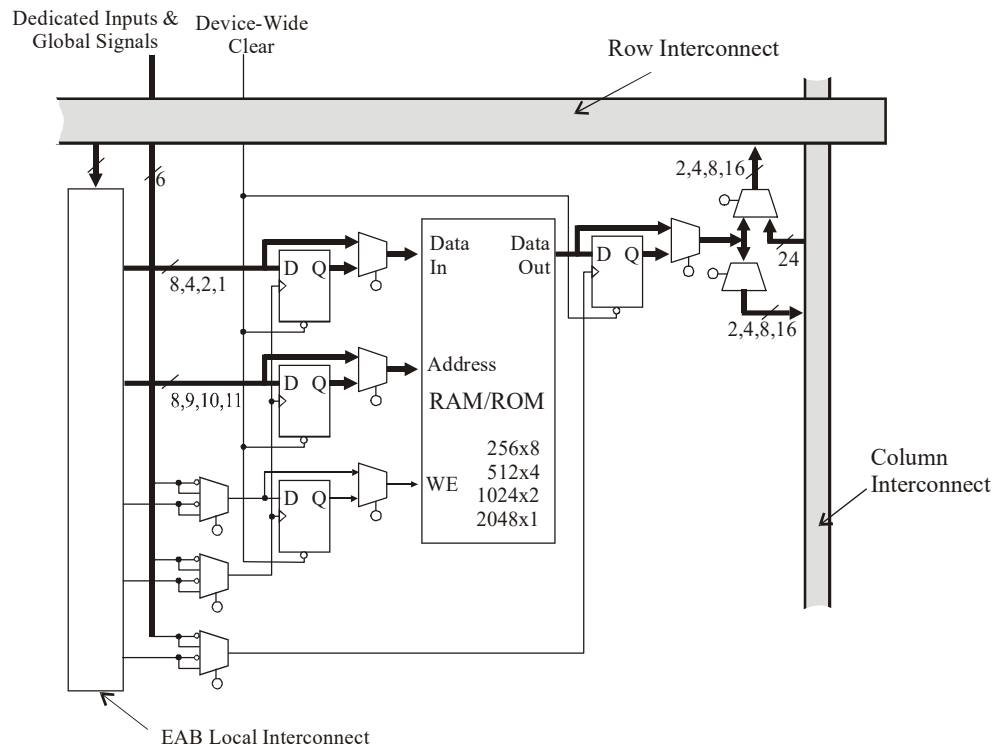 Dedicated Inputs &
Global Signals
Device-Wide
Clear
Row Interconnect
6
2,4,8,16
24
2,4,8,16
8,4,2,1
D Q
Data
In
Data
Out
D Q
8,9,10,11
D Q
Address
RAM/ROM
256x8
512x4
1024x2
2048x1
D Q
WE
Column
Interconnect
EAB Local Interconnect